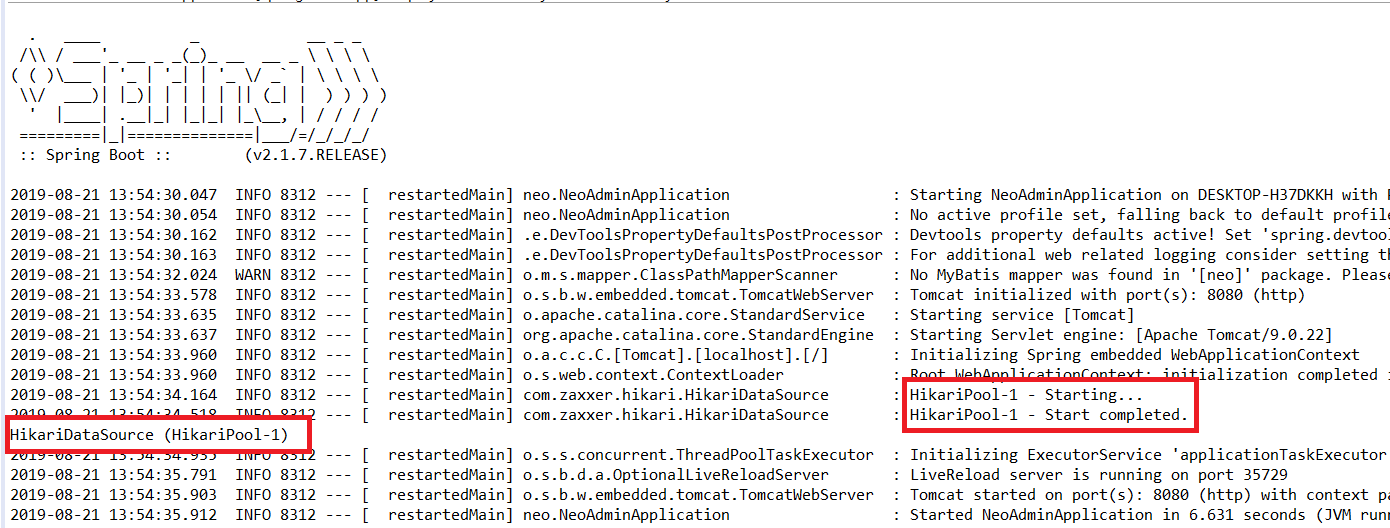 .   ____          _            __ _ _
 /\\ / ___'_ __ _ _(_)_ __  __ _ \ \ \ \
( ( )\___ | '_ | '_| | '_ \/ _` | \ \ \ \
 \\/  ___)| |_)| | | | | || (_| |  ) ) ) )
  '  |____| .__|_| |_|_| |_\__, | / / / /
 =========|_|==============|___/=/_/_/_/
 :: Spring Boot ::        (v2.1.7.RELEASE)
2019-08-21 13:54:30.047  INFO 8312 --- [  restartedMain] neo.NeoAdminApplication                  : Starting NeoAdminApplication on DESKTOP-H37DKKH with
2019-08-21 13:54:30.054  INFO 8312 --- [  restartedMain] neo.NeoAdminApplication                  : No active profile set, falling back to default profile
2019-08-21 13:54:30.162  INFO 8312 --- [  restartedMain] .e.DevToolsPropertyDefaultsPostProcessor : Devtools property defaults active! Set 'spring.devtool
2019-08-21 13:54:30.163  INFO 8312 --- [  restartedMain] .e.DevToolsPropertyDefaultsPostProcessor : For additional web related logging consider setting th
2019-08-21 13:54:32.024  WARN 8312 --- [  restartedMain] o.m.s.mapper.ClassPathMapperScanner      : No MyBatis mapper was found in '[neo]' package. Please
2019-08-21 13:54:33.578  INFO 8312 --- [  restartedMain] o.s.b.w.embedded.tomcat.TomcatWebServer  : Tomcat initialized with port(s): 8080 (http)
2019-08-21 13:54:33.635  INFO 8312 --- [  restartedMain] o.apache.catalina.core.StandardService   : Starting service [Tomcat]
2019-08-21 13:54:33.637  INFO 8312 --- [  restartedMain] org.apache.catalina.core.StandardEngine  : Starting Servlet engine: [Apache Tomcat/9.0.22]
2019-08-21 13:54:33.960  INFO 8312 --- [  restartedMain] o.a.c.c.C.[Tomcat].[localhost].[/]       : Initializing Spring embedded WebApplicationContext
2019-08-21 13:54:33.960  INFO 8312 --- [  restartedMain] o.s.web.context.ContextLoader            : Root WebApplicationContext: initialization completed i
2019-08-21 13:54:34.164  INFO 8312 --- [  restartedMain] com.zaxxer.hikari.HikariDataSource       : HikariPool-1 - Starting...
2019-08-21 13:54:34.518  INFO 8312 --- [  restartedMain] com.zaxxer.hikari.HikariDataSource       : HikariPool-1 - Start completed.
HikariDataSource (HikariPool-1)
2019-08-21 13:54:34.935  INFO 8312 --- [  restartedMain] o.s.s.concurrent.ThreadPoolTaskExecutor  : Initializing ExecutorService 'applicationTaskExecutor
2019-08-21 13:54:35.791  INFO 8312 --- [  restartedMain] o.s.b.d.a.OptionalLiveReloadServer       : LiveReload server is running on port 35729
2019-08-21 13:54:35.903  INFO 8312 --- [  restartedMain] o.s.b.w.embedded.tomcat.TomcatWebServer  : Tomcat started on port(s): 8080 (http) with context pa
2019-08-21 13:54:35.912  INFO 8312 --- [  restartedMain] neo.NeoAdminApplication                  : Started NeoAdminApplication in 6.631 seconds (JVM runn